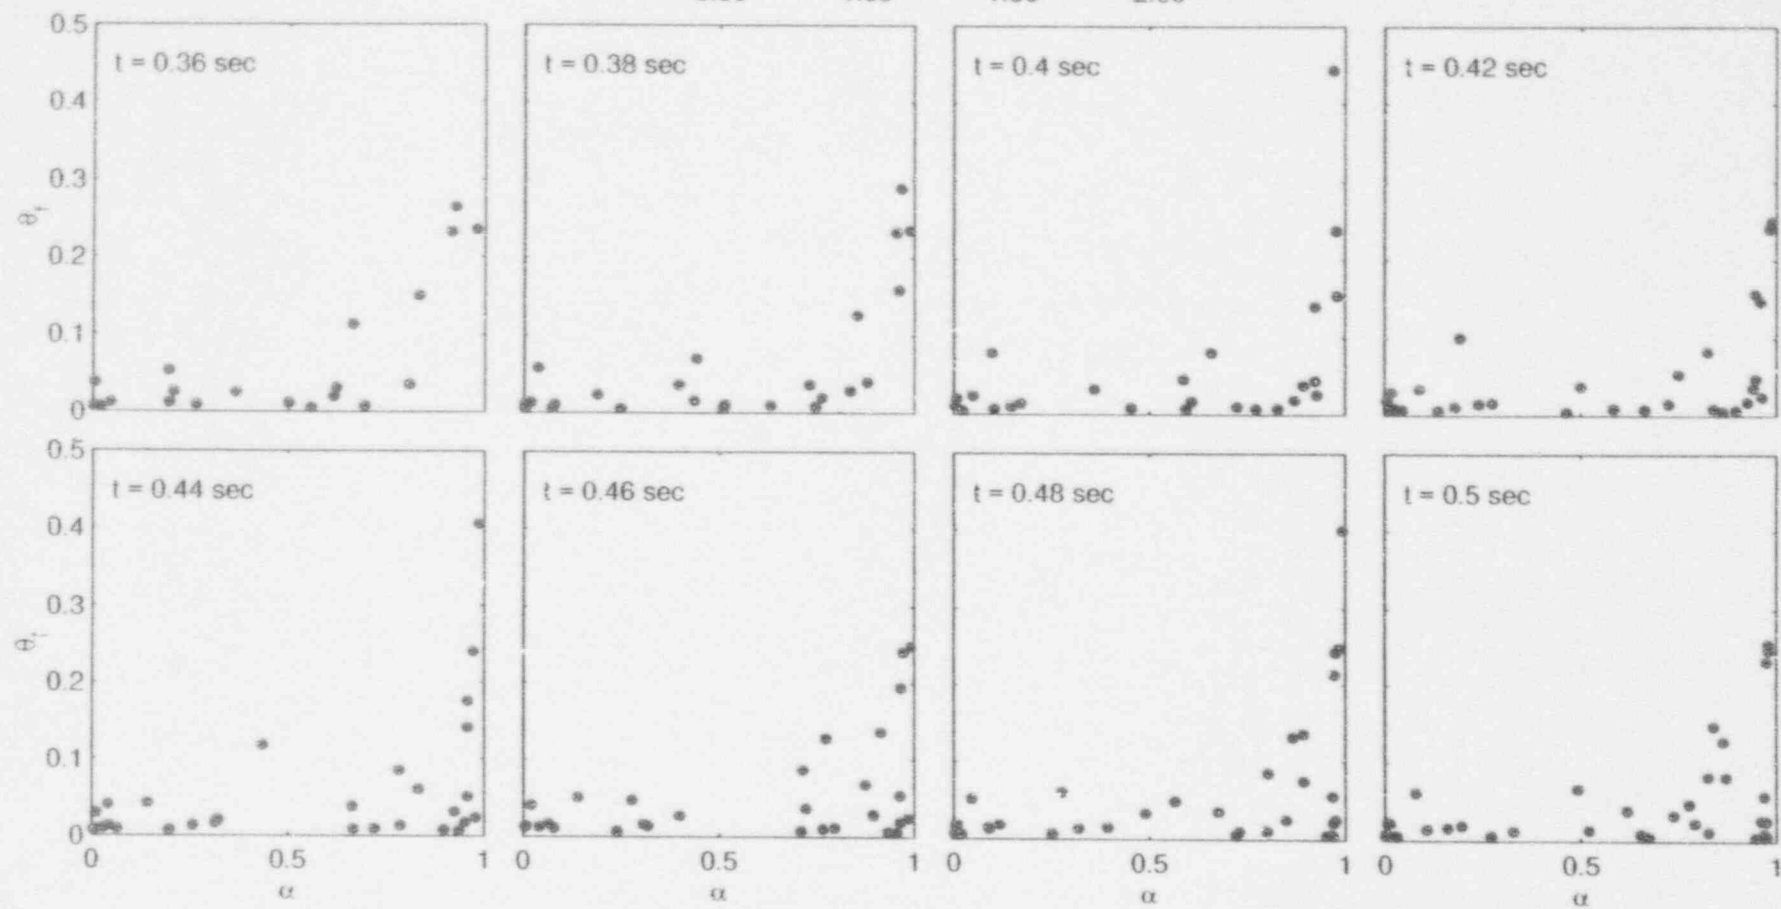 0.5
t = 0.36 sec
t = 0.38 sec
t = 0.4 sec
t = 0.42 sec
0.4
0.3
θf
0.2
0.1
0
0.5
t = 0.44 sec
t = 0.46 sec
t = 0.48 sec
t = 0.5 sec
0.4
0.3
θf
0.2
0.1
0
0 0.5 1 0 0.5 1 0 0.5 1 0 0.5 1
α α α α